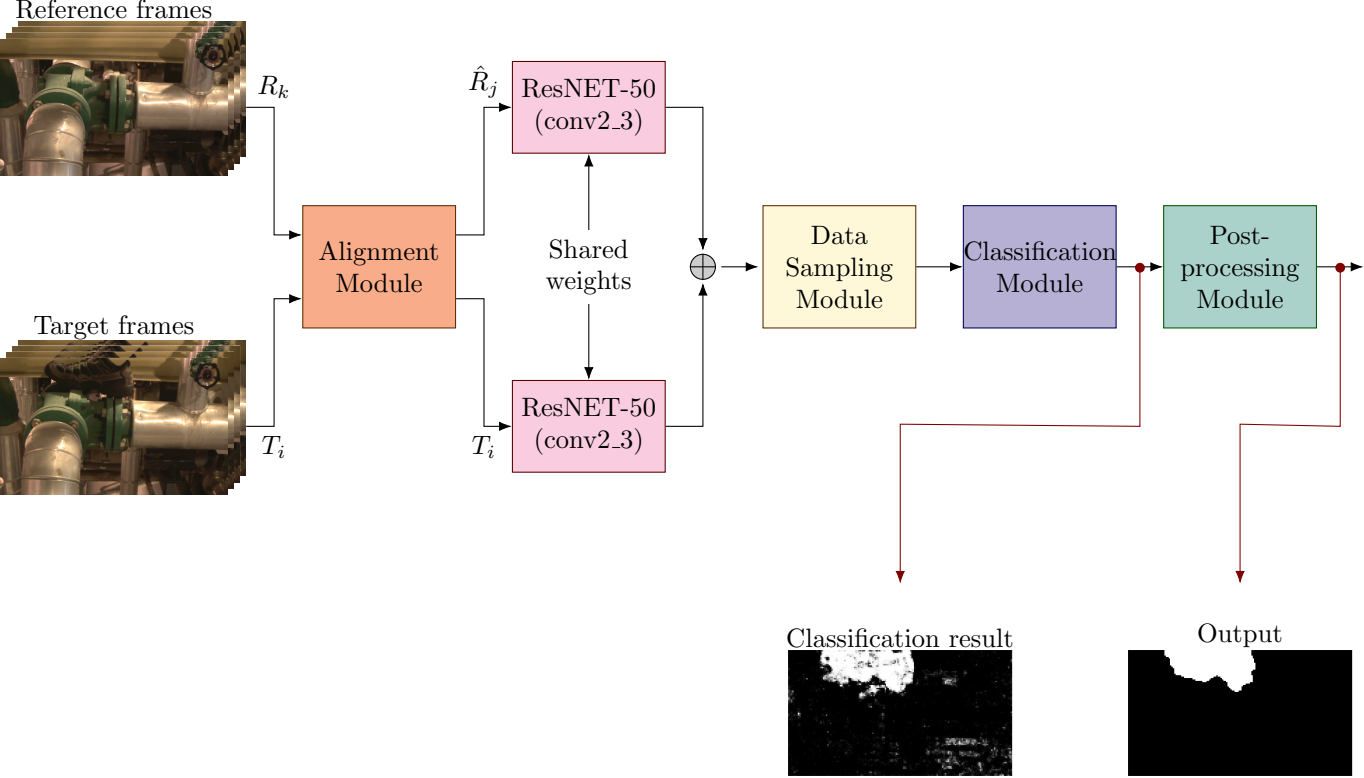 Reference frames
R_k
R̂_j
ResNET-50
(conv2_3)
Alignment
Module
Shared
weights
Data
Sampling
Module
Classification
Module
Post-
processing
Module
Target frames
T_i
T_i
ResNET-50
(conv2_3)
Classification result
Output